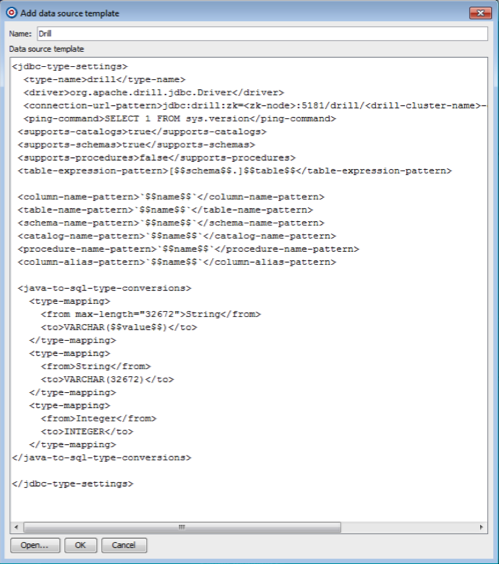 Add data source template
Name: Drill
Data source template
<jdbc-type-settings>
  <type-name>drill</type-name>
  <driver>org.apache.drill.jdbc.Driver</driver>
  <connection-url-pattern>jdbc:drill:zk=<zk-node>:5181/drill/<drill-cluster-name>-
  <ping-command>SELECT 1 FROM sys.version</ping-command>
 <supports-catalogs>true</supports-catalogs>
 <supports-schemas>true</supports-schemas>
 <supports-procedures>false</supports-procedures>
 <table-expression-pattern>[$$schema$$.]$$table$$</table-expression-pattern>
 <column-name-pattern>`$$name$$`</column-name-pattern>
 <table-name-pattern>`$$name$$`</table-name-pattern>
 <schema-name-pattern>`$$name$$`</schema-name-pattern>
 <catalog-name-pattern>`$$name$$`</catalog-name-pattern>
 <procedure-name-pattern>`$$name$$`</procedure-name-pattern>
 <column-alias-pattern>`$$name$$`</column-alias-pattern>
 <java-to-sql-type-conversions>
   <type-mapping>
     <from max-length="32672">String</from>
     <to>VARCHAR($$value$$)</to>
   </type-mapping>
   <type-mapping>
     <from>String</from>
     <to>VARCHAR(32672)</to>
   </type-mapping>
   <type-mapping>
     <from>Integer</from>
     <to>INTEGER</to>
   </type-mapping>
</java-to-sql-type-conversions>
</jdbc-type-settings>
Open... OK Cancel